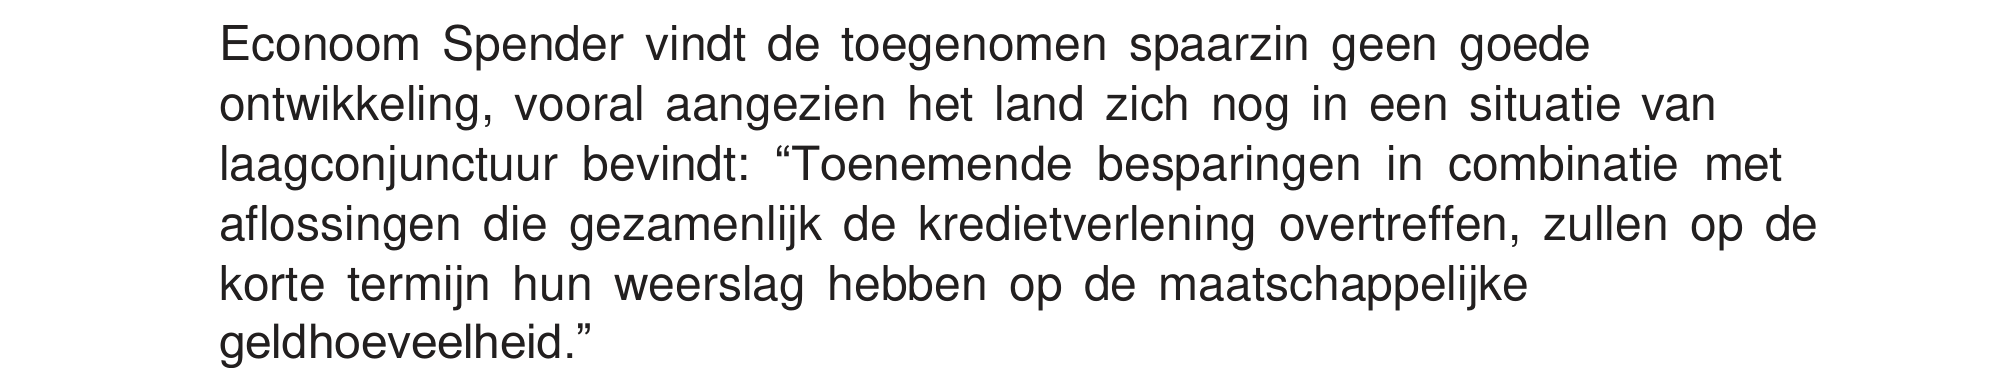 Econoom Spender vindt de toegenomen spaarzin geen goede
ontwikkeling, vooral aangezien het land zich nog in een situatie van
laagconjunctuur bevindt: “Toenemende besparingen in combinatie met
aflossingen die gezamenlijk de kredietverlening overtreffen, zullen op de
korte termijn hun weerslag hebben op de maatschappelijke
geldhoeveelheid.”